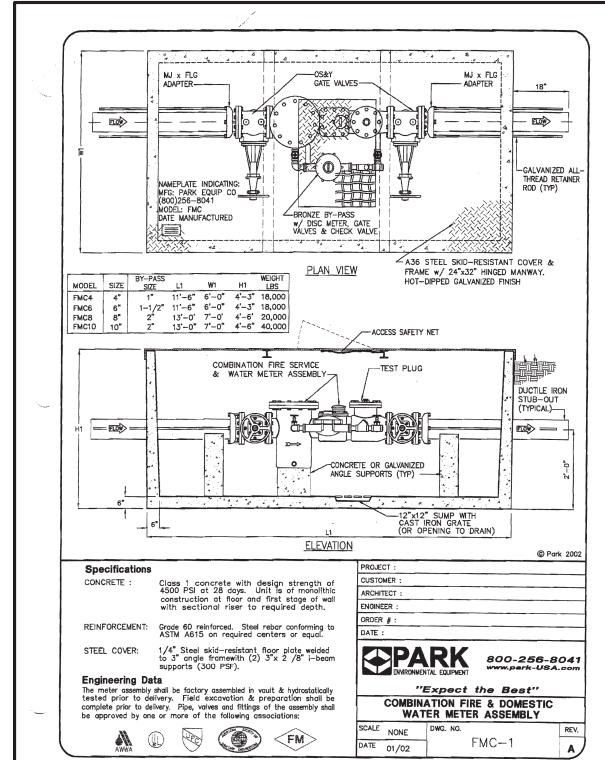 MJ x FLG
ADAPTER
OS&Y
GATE VALVES
MJ x FLG
ADAPTER
18"
FLOW
FLOW
W1
NAMEPLATE INDICATING:
MFG: PARK EQUIP CO
(800)256-8041
MODEL: FMC
DATE MANUFACTURED
BRONZE BY-PASS
w/ DISC METER, GATE
VALVES & CHECK VALVE
GALVANIZED ALL-
THREAD RETAINER
ROD (TYP)
PLAN VIEW
A36 STEEL SKID-RESISTANT COVER &
FRAME w/ 24"x32" HINGED MANWAY.
HOT-DIPPED GALVANIZED FINISH
MODEL SIZE BY-PASS SIZE L1 W1 H1 WEIGHT LBS
FMC4 4" 1" 11'-6" 6'-0" 4'-3" 18,000
FMC6 6" 1-1/2" 11'-6" 6'-0" 4'-3" 18,000
FMC8 8" 2" 13'-0' 7'-0' 4'-6' 20,000
FMC10 10" 2" 13'-0" 7'-0" 4'-6" 40,000
ACCESS SAFETY NET
COMBINATION FIRE SERVICE
& WATER METER ASSEMBLY
TEST PLUG
DUCTILE IRON
STUB-OUT
(TYPICAL)
FLOW
FLOW
H1
CONCRETE OR GALVANIZED
ANGLE SUPPORTS (TYP)
2'-0"
6"
6"
12"x12" SUMP WITH
CAST IRON GRATE
(OR OPENING TO DRAIN)
L1
ELEVATION
© Park 2002
Specifications
CONCRETE : Class 1 concrete with design strength of
4500 PSI at 28 days. Unit is of monolithic
construction at floor and first stage of wall
with sectional riser to required depth.
REINFORCEMENT: Grade 60 reinforced. Steel rebar conforming to
ASTM A615 on required centers or equal.
STEEL COVER: 1/4" Steel skid-resistant floor plate welded
to 3" angle framewith (2) 3"x 2 /8" i-beam
supports (300 PSF).
Engineering Data
The meter assembly shall be factory assembled in vault & hydrostatically
tested prior to delivery. Field excavation & preparation shall be
complete prior to delivery. Pipe, valves and fittings of the assembly shall
be approved by one or more of the following associations:
AWWA
UL
UPC
FM
PROJECT :
CUSTOMER :
ARCHITECT :
ENGINEER :
ORDER # :
DATE :
PARK
ENVIRONMENTAL EQUIPMENT
800-256-8041
www.park-USA.com
"Expect the Best"
COMBINATION FIRE & DOMESTIC
WATER METER ASSEMBLY
SCALE NONE
DATE 01/02
DWG. NO.
FMC-1
REV.
A